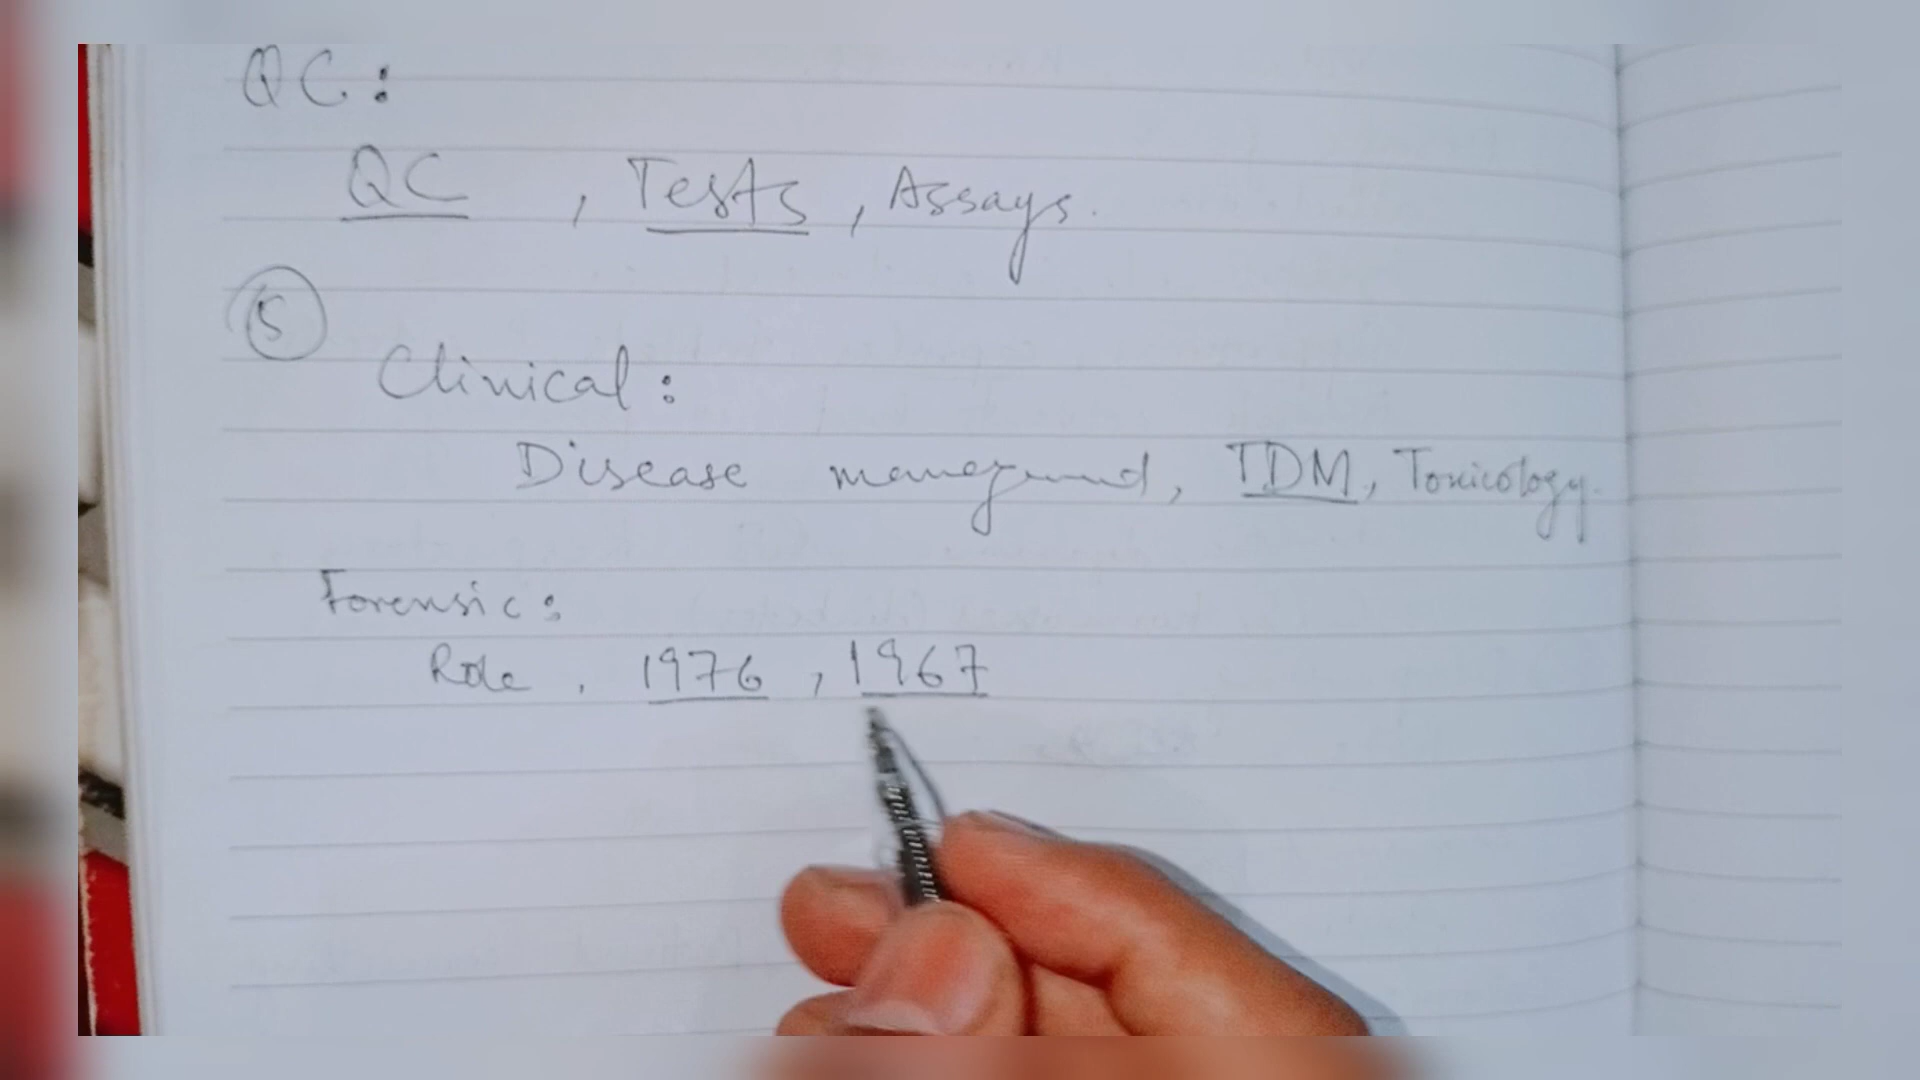 QC:
QC , Tests, Assays.
5
Clinical:
Disease management, TDM, Toxicology.
Forensic:
Role, 1976, 1967